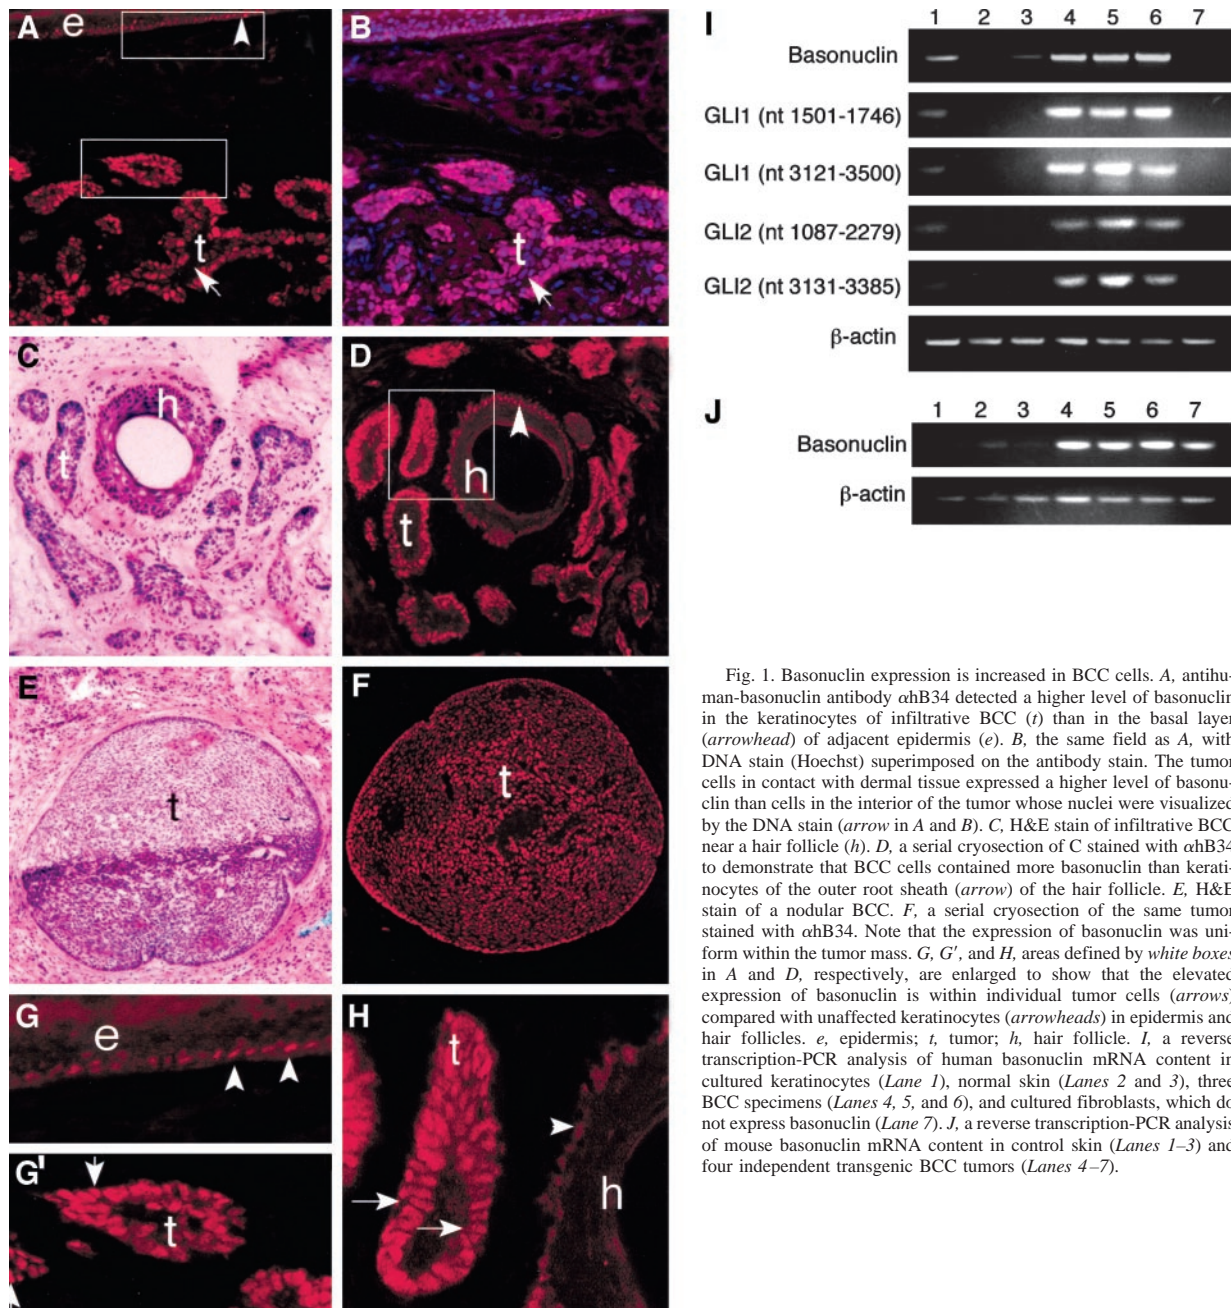 A
e
B
t
t
C
h
t
D
h
t
E
t
F
t
G
e
G'
t
H
t
h
I
1 2 3 4 5 6 7
Basonuclin
GLI1 (nt 1501-1746)
GLI1 (nt 3121-3500)
GLI2 (nt 1087-2279)
GLI2 (nt 3131-3385)
β-actin
J
1 2 3 4 5 6 7
Basonuclin
β-actin
Fig. 1. Basonuclin expression is increased in BCC cells. A, antihu-
man-basonuclin antibody αhB34 detected a higher level of basonuclin
in the keratinocytes of infiltrative BCC (t) than in the basal layer
(arrowhead) of adjacent epidermis (e). B, the same field as A, with
DNA stain (Hoechst) superimposed on the antibody stain. The tumor
cells in contact with dermal tissue expressed a higher level of basonu-
clin than cells in the interior of the tumor whose nuclei were visualized
by the DNA stain (arrow in A and B). C, H&E stain of infiltrative BCC
near a hair follicle (h). D, a serial cryosection of C stained with αhB34
to demonstrate that BCC cells contained more basonuclin than kerati-
nocytes of the outer root sheath (arrow) of the hair follicle. E, H&E
stain of a nodular BCC. F, a serial cryosection of the same tumor
stained with αhB34. Note that the expression of basonuclin was uni-
form within the tumor mass. G, G′, and H, areas defined by white boxes
in A and D, respectively, are enlarged to show that the elevated
expression of basonuclin is within individual tumor cells (arrows)
compared with unaffected keratinocytes (arrowheads) in epidermis and
hair follicles. e, epidermis; t, tumor; h, hair follicle. I, a reverse
transcription-PCR analysis of human basonuclin mRNA content in
cultured keratinocytes (Lane 1), normal skin (Lanes 2 and 3), three
BCC specimens (Lanes 4, 5, and 6), and cultured fibroblasts, which do
not express basonuclin (Lane 7). J, a reverse transcription-PCR analysis
of mouse basonuclin mRNA content in control skin (Lanes 1–3) and
four independent transgenic BCC tumors (Lanes 4–7).